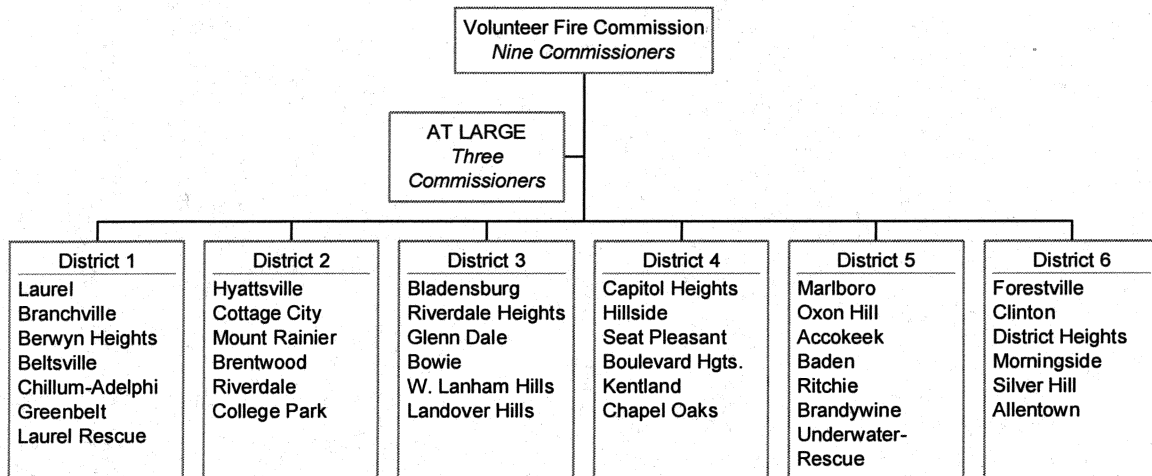 Volunteer Fire Commission
Nine Commissioners
AT LARGE
Three
Commissioners
District 1
Laurel
Branchville
Berwyn Heights
Beltsville
Chillum-Adelphi
Greenbelt
Laurel Rescue
District 2
Hyattsville
Cottage City
Mount Rainier
Brentwood
Riverdale
College Park
District 3
Bladensburg
Riverdale Heights
Glenn Dale
Bowie
W. Lanham Hills
Landover Hills
District 4
Capitol Heights
Hillside
Seat Pleasant
Boulevard Hgts.
Kentland
Chapel Oaks
District 5
Marlboro
Oxon Hill
Accokeek
Baden
Ritchie
Brandywine
Underwater-
Rescue
District 6
Forestville
Clinton
District Heights
Morningside
Silver Hill
Allentown